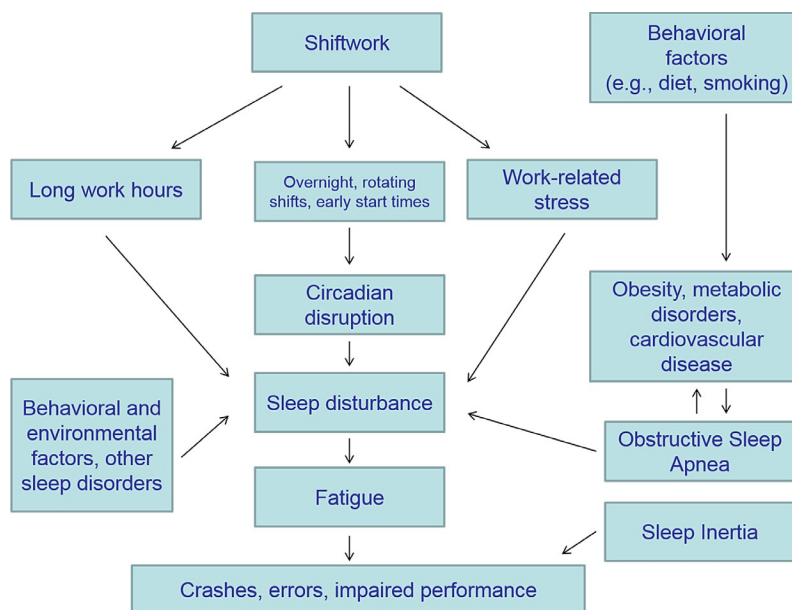 Shiftwork
Behavioral
factors
(e.g., diet, smoking)
Long work hours
Overnight, rotating
shifts, early start times
Work-related
stress
Circadian
disruption
Obesity, metabolic
disorders,
cardiovascular
disease
Behavioral and
environmental
factors, other
sleep disorders
Sleep disturbance
Obstructive Sleep
Apnea
Fatigue
Sleep Inertia
Crashes, errors, impaired performance